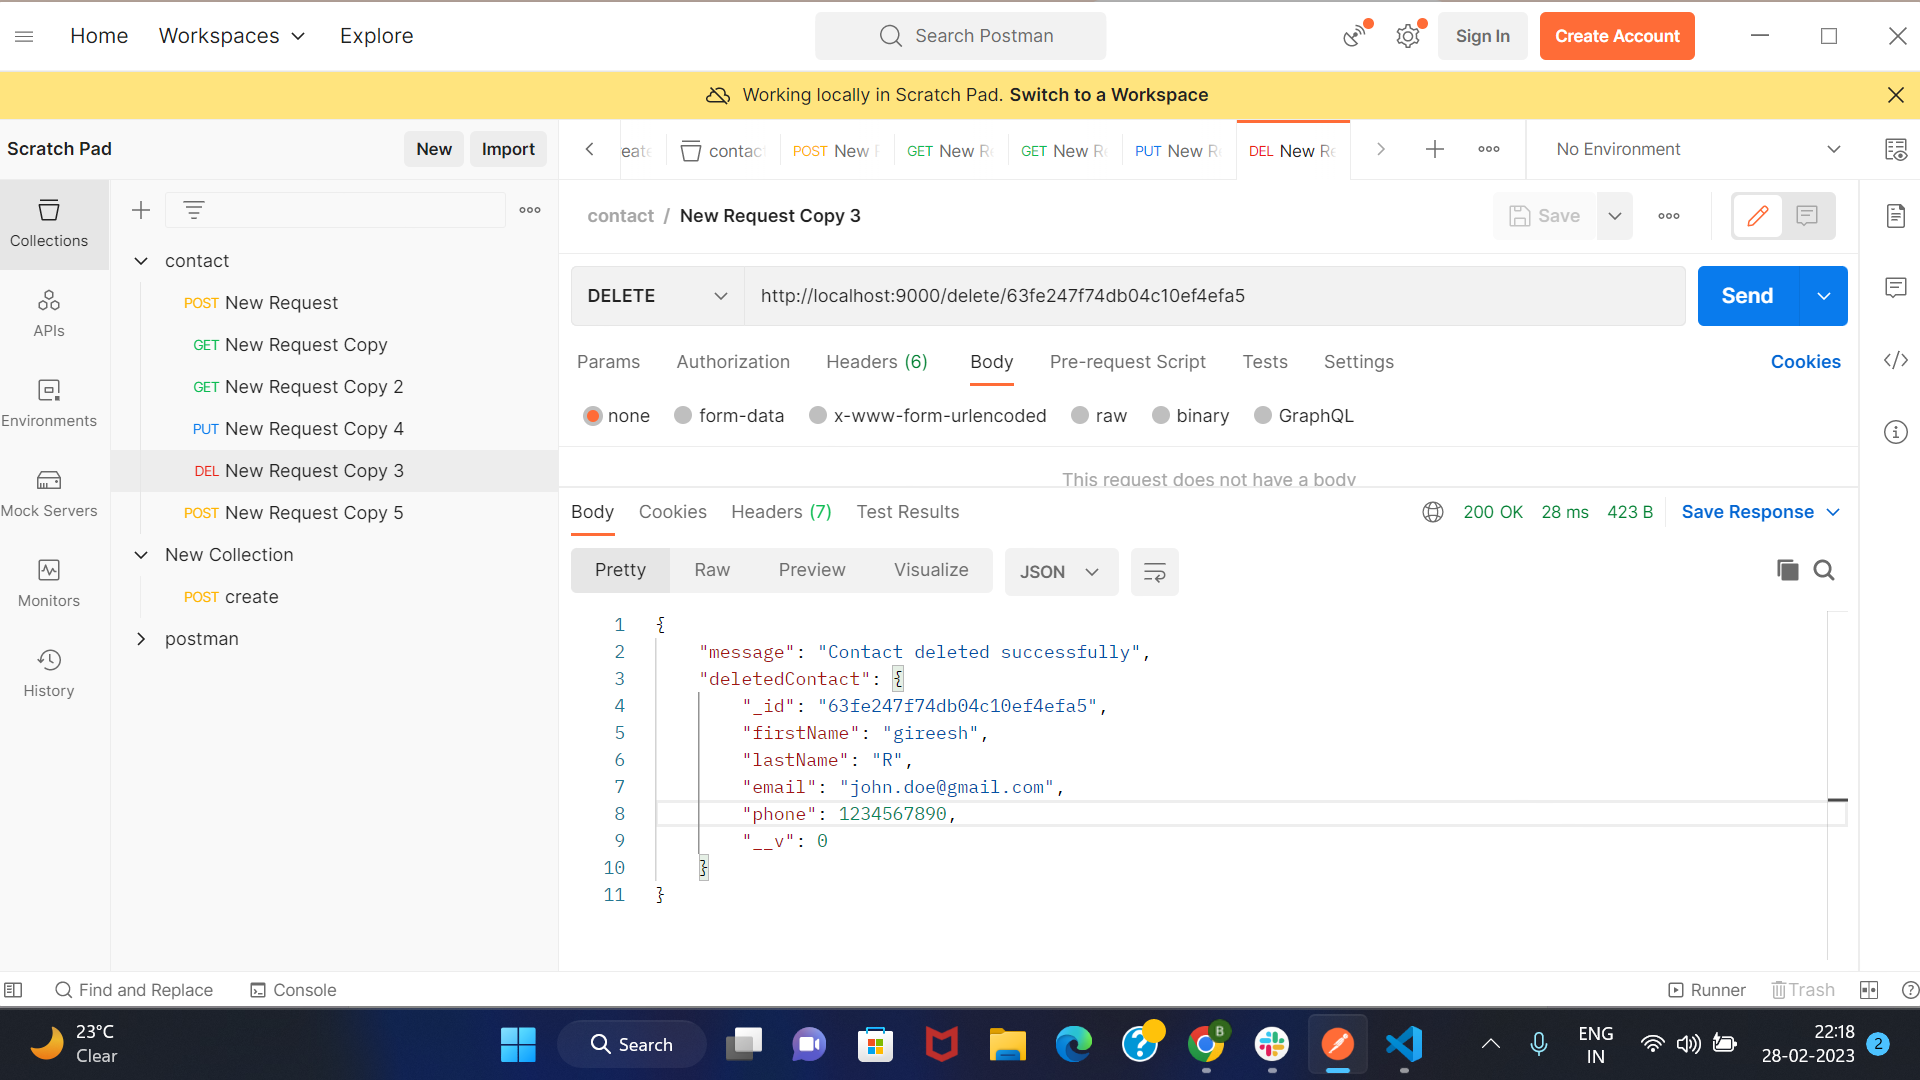 Home
Workspaces
Explore
Search Postman
Sign In
Create Account
Working locally in Scratch Pad. Switch to a Workspace
Scratch Pad
New
Import
contac
POST New
GET New Re
GET New Re
PUT New Re
DEL New Re
No Environment
Collections
APIs
Environments
Mock Servers
Monitors
History
contact
POST New Request
GET New Request Copy
GET New Request Copy 2
PUT New Request Copy 4
DEL New Request Copy 3
POST New Request Copy 5
New Collection
POST create
postman
contact / New Request Copy 3
Save
DELETE
http://localhost:9000/delete/63fe247f74db04c10ef4efa5
Send
Params
Authorization
Headers (6)
Body
Pre-request Script
Tests
Settings
Cookies
none
form-data
x-www-form-urlencoded
raw
binary
GraphQL
This request does not have a body
Body
Cookies
Headers (7)
Test Results
200 OK
28 ms
423 B
Save Response
Pretty
Raw
Preview
Visualize
JSON
1 {
2 "message": "Contact deleted successfully",
3 "deletedContact": {
4 "_id": "63fe247f74db04c10ef4efa5",
5 "firstName": "gireesh",
6 "lastName": "R",
7 "email": "john.doe@gmail.com",
8 "phone": 1234567890,
9 "__v": 0
10 }
11 }
Find and Replace
Console
Runner
Trash
23°C
Clear
Search
B
ENG
IN
22:18
28-02-2023
2